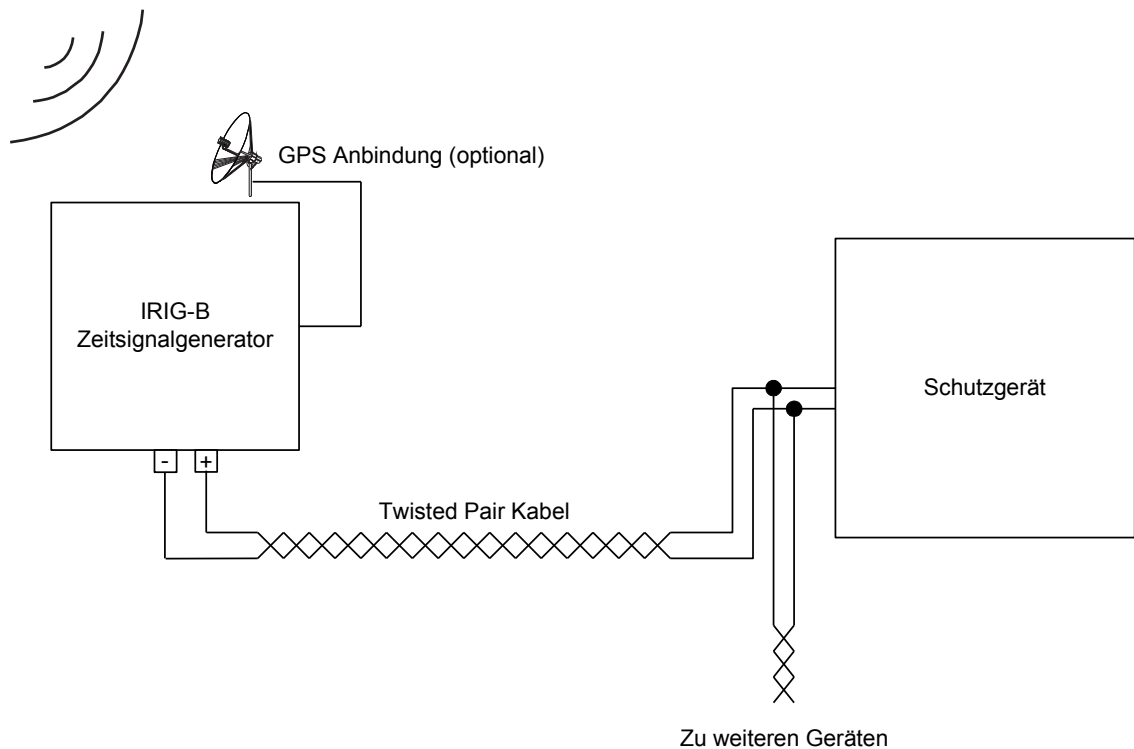 GPS Anbindung (optional)
IRIG-B
Zeitsignalgenerator
Schutzgerät
- +
Twisted Pair Kabel
Zu weiteren Geräten